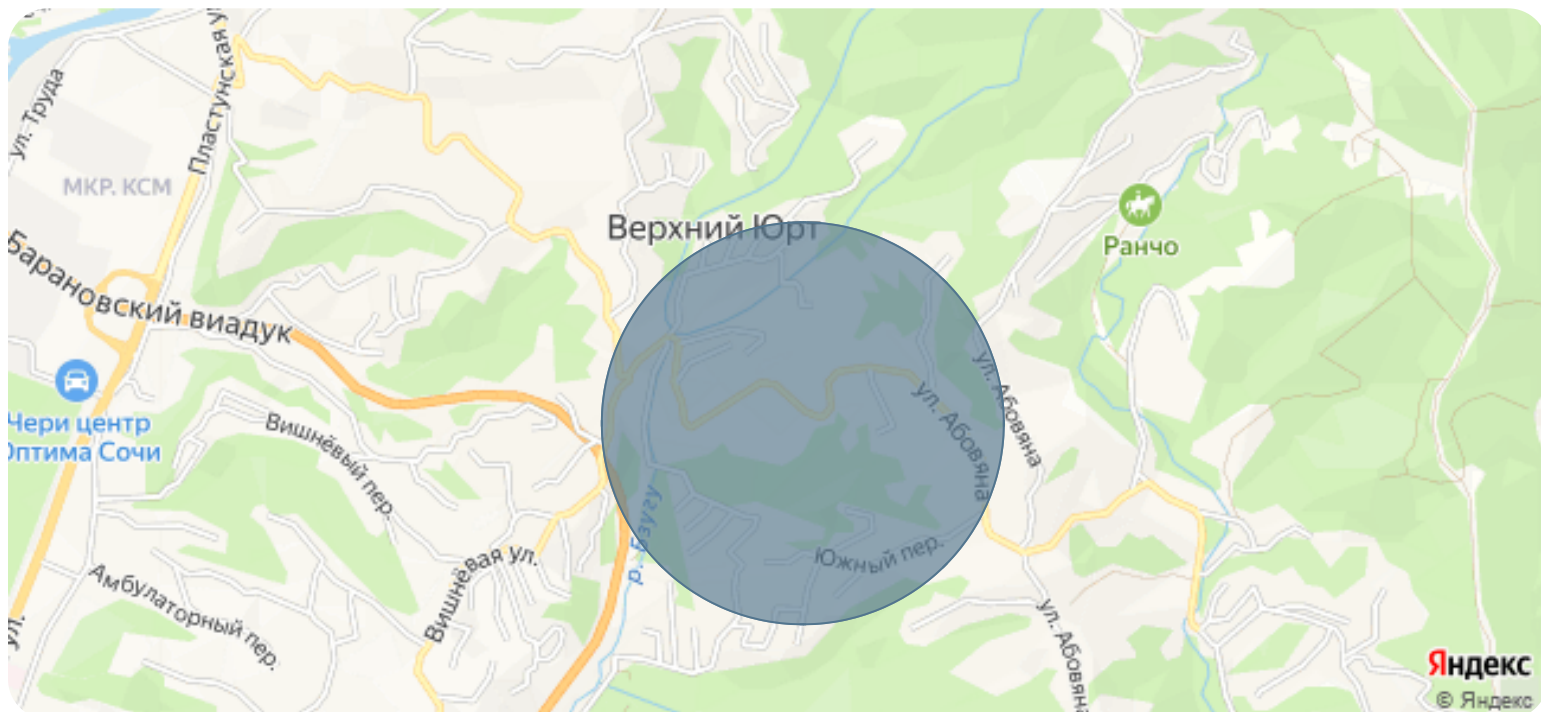 Пластунская у
ул. Труда
МКР. КСМ
Верхний Юрт
Ранчо
Барановский виадук
ул. Абовяна
ул. Абовяна
Чери центр
Оптима Сочи
Вишнёвый пер.
р. Бзугу
Южный пер.
Вишнёвая ул.
Амбулаторный пер.
ул.
ул. Абовяна
Яндекс
© Яндекс